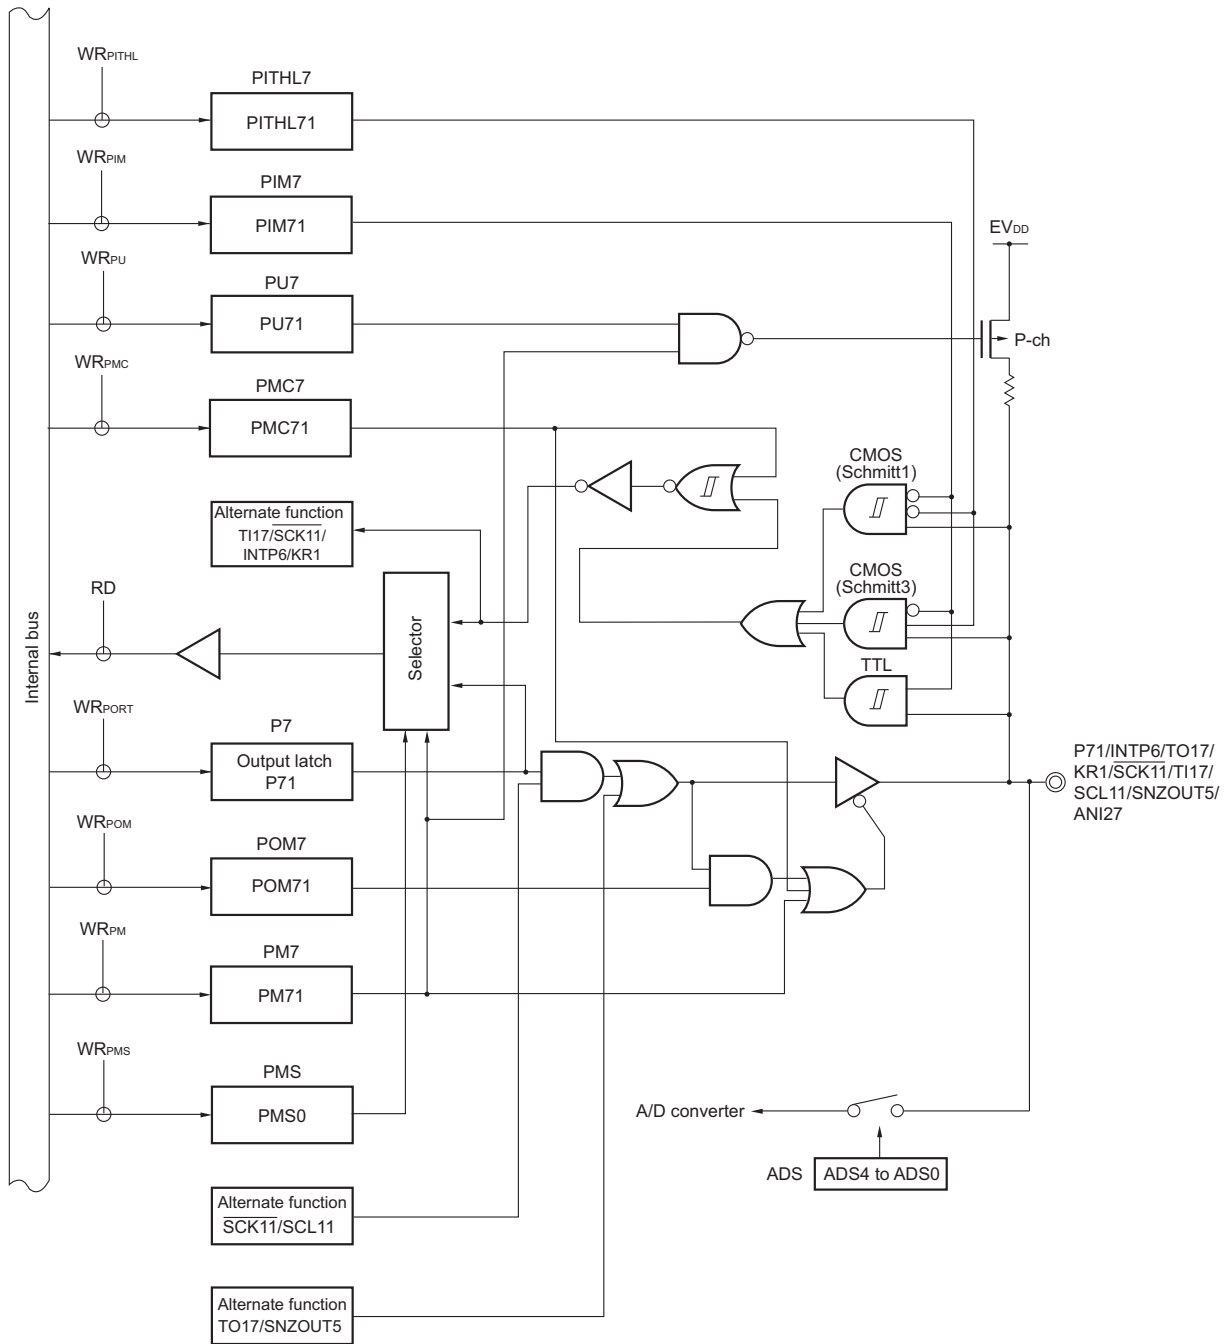 WRPITHL
PITHL7
PITHL71
WRPIM
PIM7
PIM71
EVDD
WRPU
PU7
PU71
P-ch
WRPMC
PMC7
PMC71
CMOS
(Schmitt1)
Alternate function
TI17/SCK11/
INTP6/KR1
CMOS
(Schmitt3)
RD
Internal bus
Selector
TTL
WRPORT
P7
Output latch
P71
P71/INTP6/TO17/
KR1/SCK11/TI17/
SCL11/SNZOUT5/
ANI27
WRPOM
POM7
POM71
WRPM
PM7
PM71
WRPMS
PMS
PMS0
A/D converter
ADS
ADS4 to ADS0
Alternate function
SCK11/SCL11
Alternate function
TO17/SNZOUT5